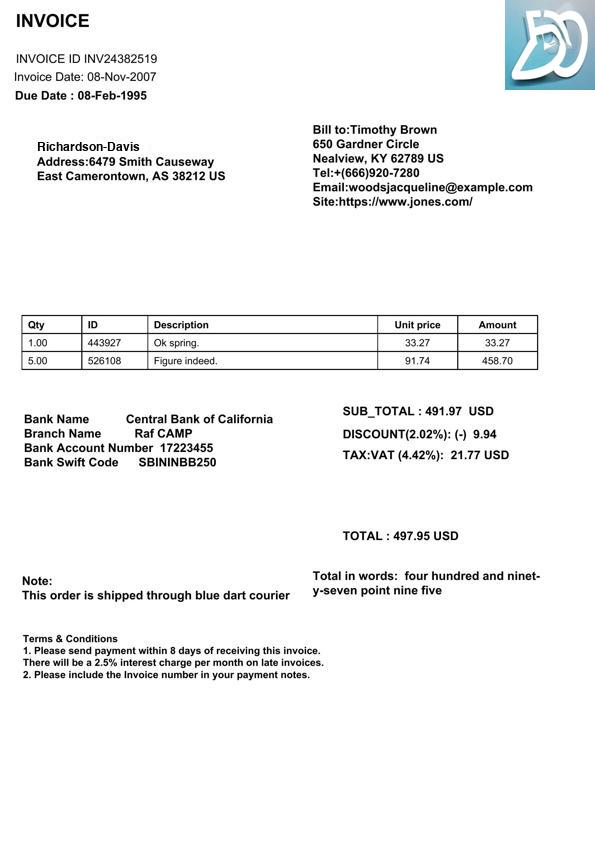 INVOICE
INVOICE ID INV24382519
Invoice Date: 08-Nov-2007
Due Date : 08-Feb-1995
Richardson-Davis
Address:6479 Smith Causeway
East Camerontown, AS 38212 US
Bill to:Timothy Brown
650 Gardner Circle
Nealview, KY 62789 US
Tel:+(666)920-7280
Email:woodsjacqueline@example.com
Site:https://www.jones.com/
Qty ID Description Unit price Amount
1.00 443927 Ok spring. 33.27 33.27
5.00 526108 Figure indeed. 91.74 458.70
Bank Name Central Bank of California
Branch Name Raf CAMP
Bank Account Number 17223455
Bank Swift Code SBININBB250
SUB_TOTAL : 491.97 USD
DISCOUNT(2.02%): (-) 9.94
TAX:VAT (4.42%): 21.77 USD
TOTAL : 497.95 USD
Total in words: four hundred and ninet-
y-seven point nine five
Note:
This order is shipped through blue dart courier
Terms & Conditions
1. Please send payment within 8 days of receiving this invoice.
There will be a 2.5% interest charge per month on late invoices.
2. Please include the Invoice number in your payment notes.